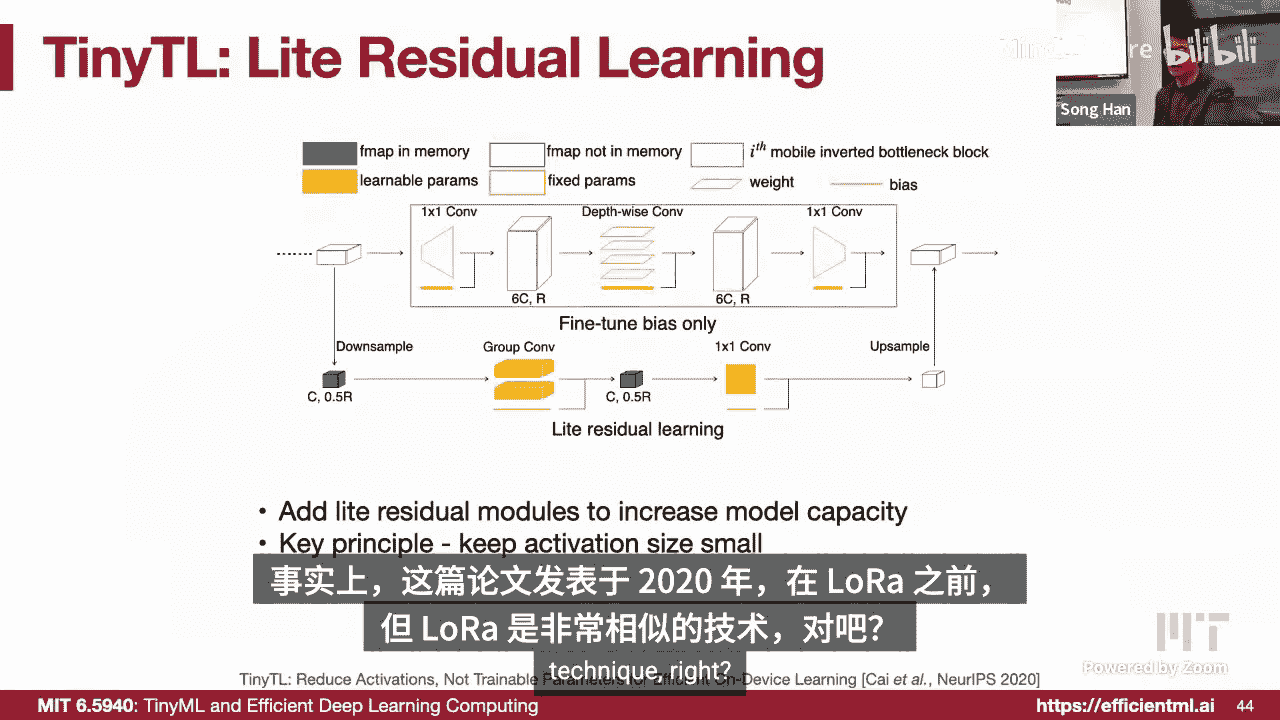 TinyTL: Lite Residual Learning
bilibili
Song Han
fmap in memory
fmap not in memory
iᵗʰ mobile inverted bottleneck block
learnable params
fixed params
weight
bias
1x1 Conv
Depth-wise Conv
1x1 Conv
6C, R
6C, R
Fine-tune bias only
Downsample
Group Conv
1x1 Conv
Upsample
C, 0.5R
C, 0.5R
Lite residual learning
• Add lite residual modules to increase model capacity
• Key principle - keep activation size small
事实上，这篇论文发表于 2020 年，在 LoRa 之前，
但 LoRa 是非常相似的技术，对吧？
technique, right?
MIT
Powered by Zoom
TinyTL: Reduce Activations, Not Trainable Learning [Cai et al., NeurIPS 2020]
MIT 6.5940: TinyML and Efficient Deep Learning Computing
https://efficientml.ai
44